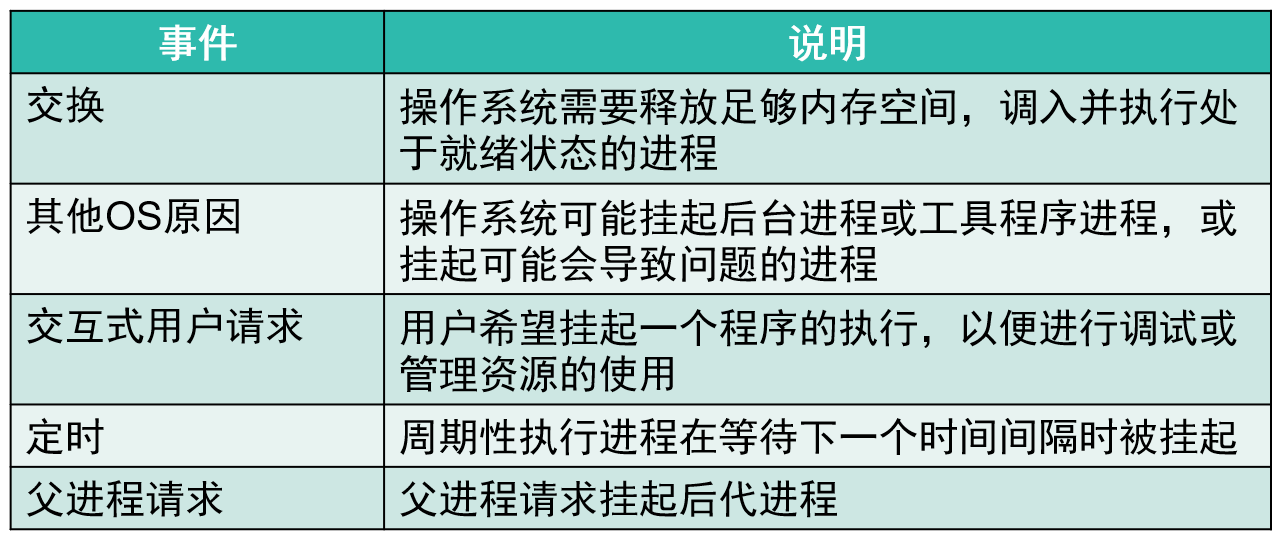 事件
说明
交换
操作系统需要释放足够内存空间，调入并执行处
于就绪状态的进程
其他OS原因
操作系统可能挂起后台进程或工具程序进程，或
挂起可能会导致问题的进程
交互式用户请求
用户希望挂起一个程序的执行，以便进行调试或
管理资源的使用
定时
周期性执行进程在等待下一个时间间隔时被挂起
父进程请求
父进程请求挂起后代进程